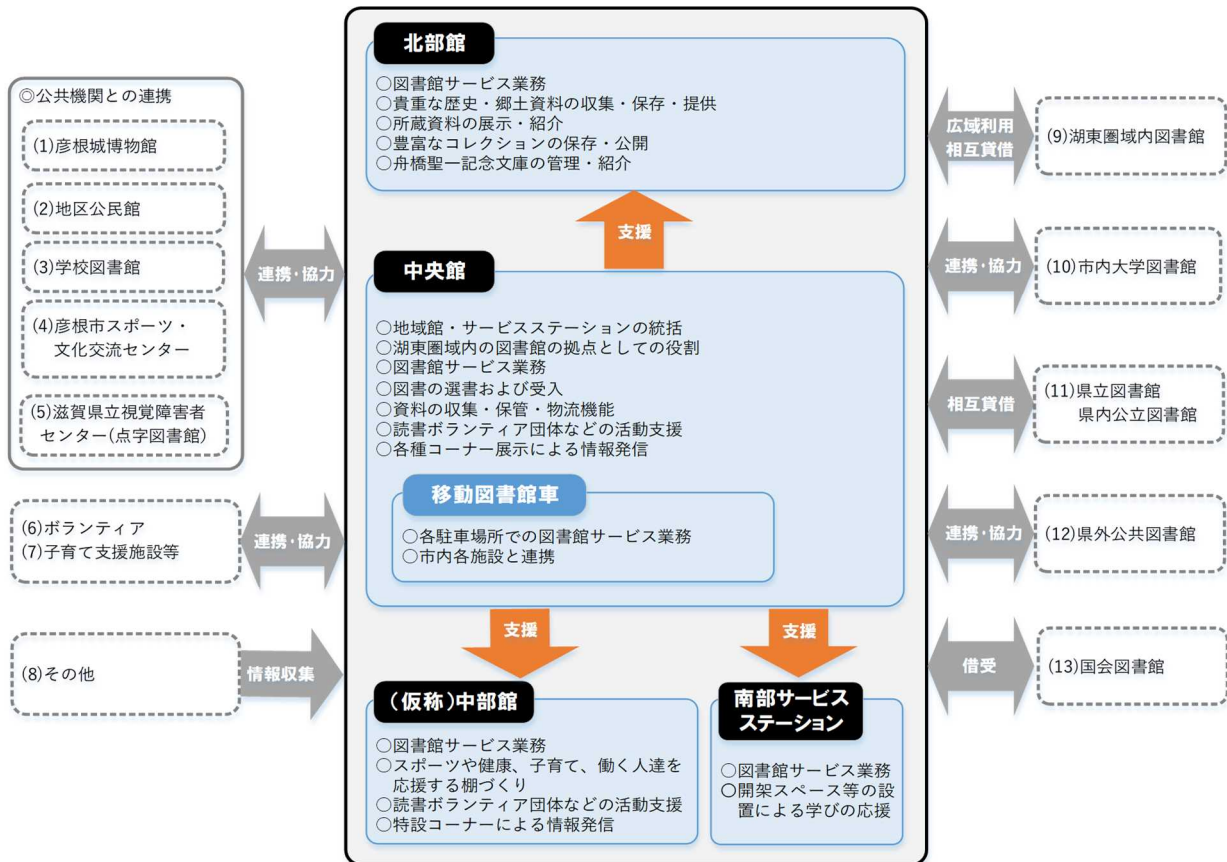 ◎公共機関との連携
(1)彦根城博物館
(2)地区公民館
(3)学校図書館
(4)彦根市スポーツ・
文化交流センター
(5)滋賀県立視覚障害者
センター(点字図書館)
連携・協力
(6)ボランティア
(7)子育て支援施設等
連携・協力
(8)その他
情報収集
北部館
○図書館サービス業務
○貴重な歴史・郷土資料の収集・保存・提供
○所蔵資料の展示・紹介
○豊富なコレクションの保存・公開
○舟橋聖一記念文庫の管理・紹介
支援
中央館
○地域館・サービスステーションの統括
○湖東圏域内の図書館の拠点としての役割
○図書館サービス業務
○図書の選書および受入
○資料の収集・保管・物流機能
○読書ボランティア団体などの活動支援
○各種コーナー展示による情報発信
移動図書館車
○各駐車場所での図書館サービス業務
○市内各施設と連携
支援
支援
(仮称)中部館
○図書館サービス業務
○スポーツや健康、子育て、働く人達を
応援する棚づくり
○読書ボランティア団体などの活動支援
○特設コーナーによる情報発信
南部サービス
ステーション
○図書館サービス業務
○開架スペース等の設
置による学びの応援
広域利用
相互貸借
(9)湖東圏域内図書館
連携・協力
(10)市内大学図書館
相互貸借
(11)県立図書館
県内公立図書館
連携・協力
(12)県外公共図書館
借受
(13)国会図書館